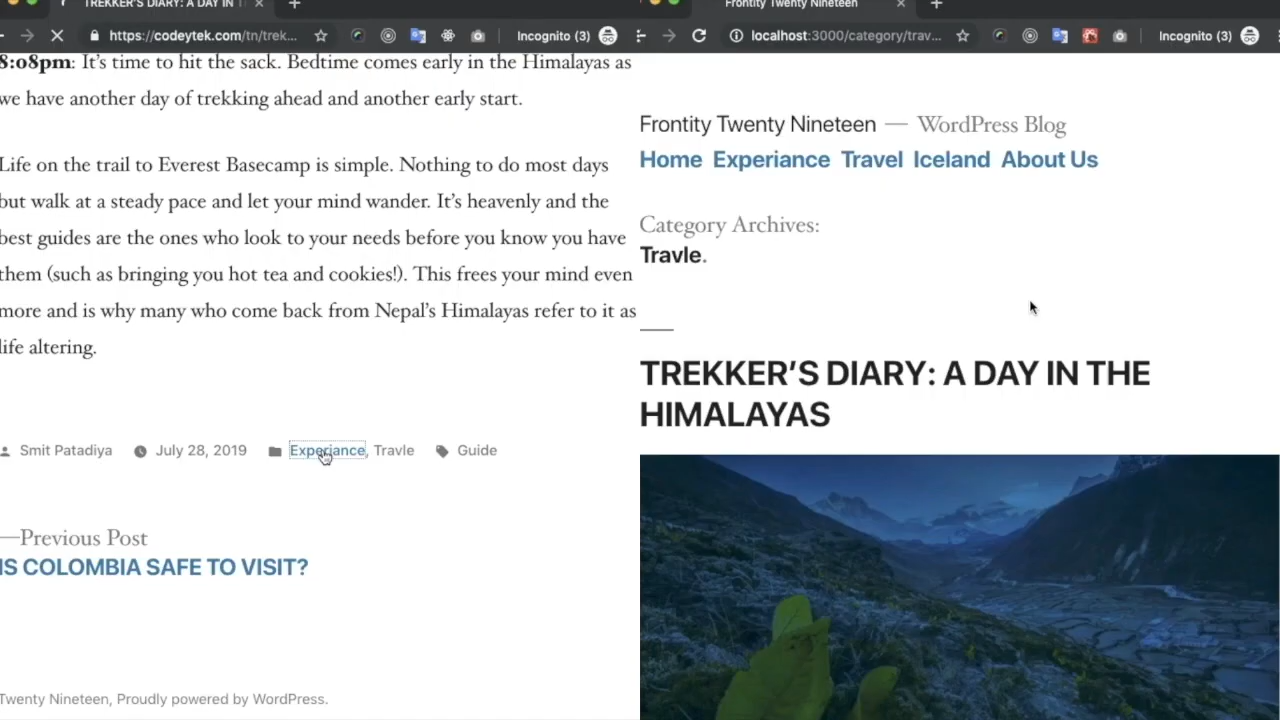 TREKKER'S DIARY: A DAY IN T
https://codeytek.com/tn/trek...
Incognito (3)
8:08pm: It's time to hit the sack. Bedtime comes early in the Himalayas as
we have another day of trekking ahead and another early start.
Life on the trail to Everest Basecamp is simple. Nothing to do most days
but walk at a steady pace and let your mind wander. It's heavenly and the
best guides are the ones who look to your needs before you know you have
them (such as bringing you hot tea and cookies!). This frees your mind even
more and is why many who come back from Nepal's Himalayas refer to it as
life altering.
Smit Patadiya July 28, 2019 Experiance, Travle Guide
—Previous Post
IS COLOMBIA SAFE TO VISIT?
Twenty Nineteen, Proudly powered by WordPress.
Frontity Twenty Nineteen
localhost:3000/category/trav...
Incognito (3)
Frontity Twenty Nineteen — WordPress Blog
Home Experiance Travel Iceland About Us
Category Archives:
Travle.
TREKKER'S DIARY: A DAY IN THE
HIMALAYAS